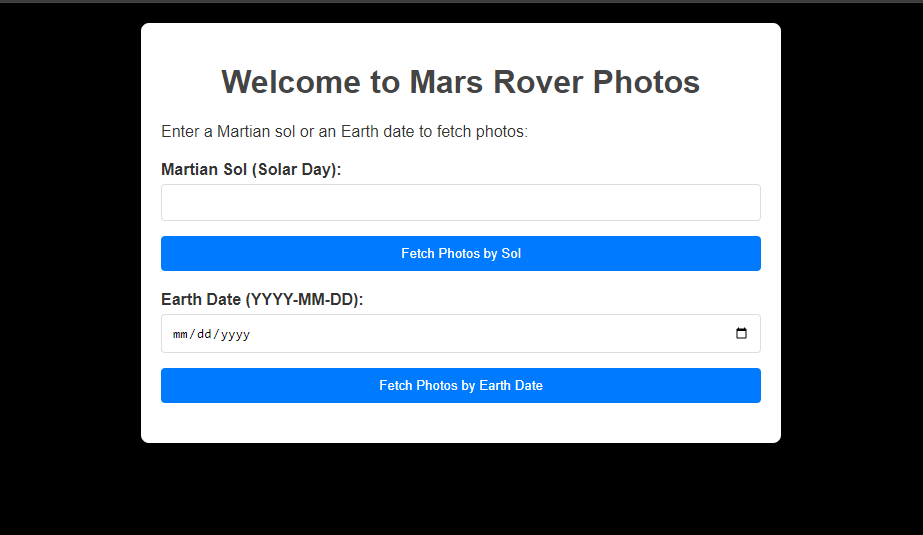 Welcome to Mars Rover Photos
Enter a Martian sol or an Earth date to fetch photos:
Martian Sol (Solar Day):
Fetch Photos by Sol
Earth Date (YYYY-MM-DD):
mm/dd/yyyy
Fetch Photos by Earth Date